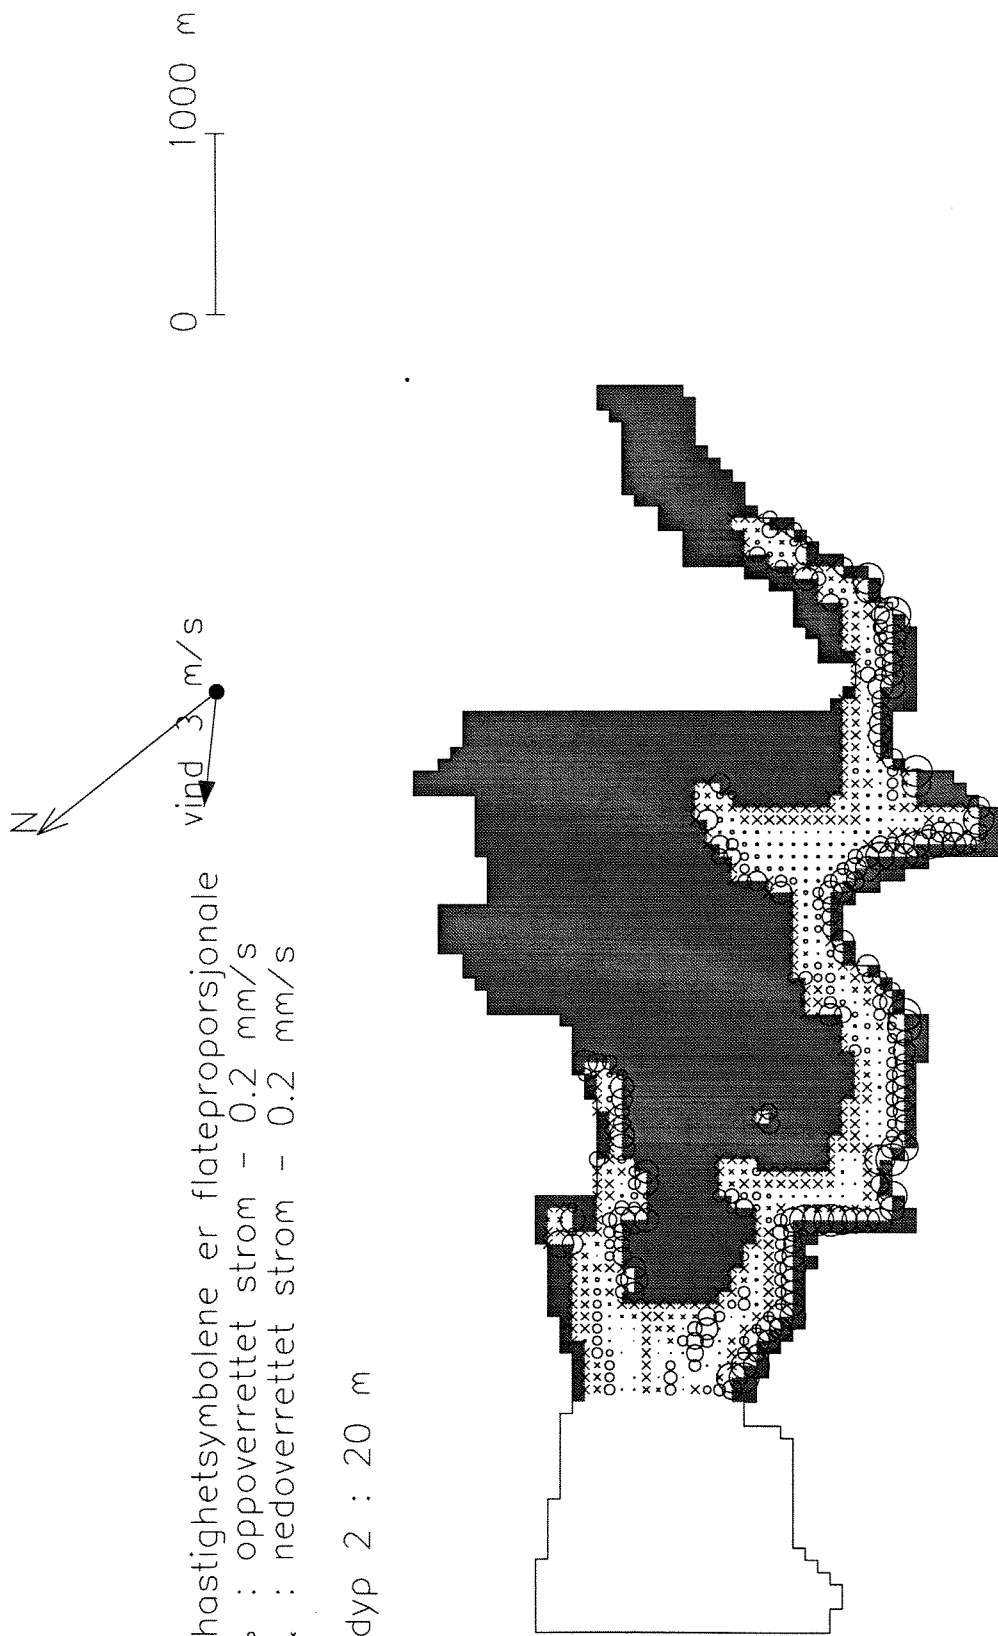 hastighetsymbolene er flateproporsjonale
o : oppoverrettet strom - 0.2 mm/s
x : nedoverrettet strom - 0.2 mm/s
dyp 2 : 20 m
N
vind 3 m/s
0 1000 m